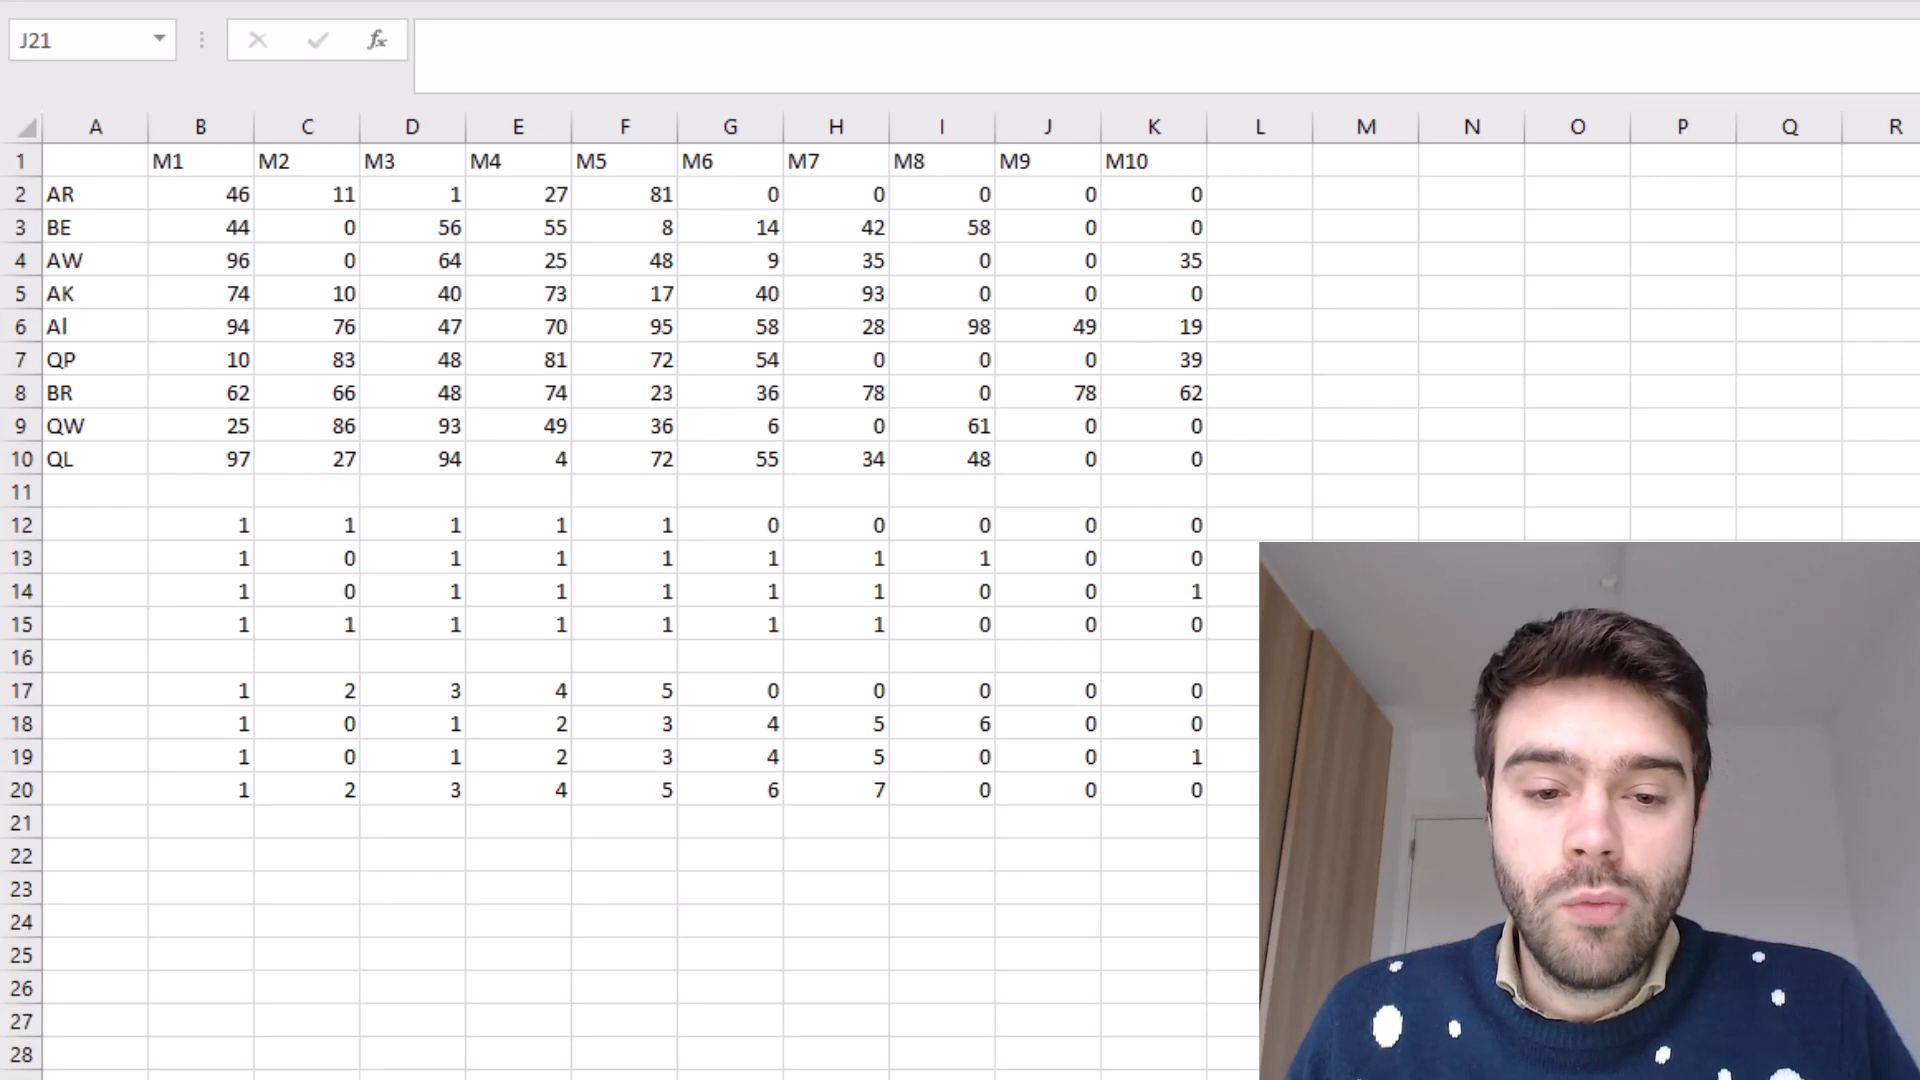 J21 fx
A B C D E F G H I J K L M N O P Q R
1 M1 M2 M3 M4 M5 M6 M7 M8 M9 M10
2 AR 46 11 1 27 81 0 0 0 0 0
3 BE 44 0 56 55 8 14 42 58 0 0
4 AW 96 0 64 25 48 9 35 0 0 35
5 AK 74 10 40 73 17 40 93 0 0 0
6 Al 94 76 47 70 95 58 28 98 49 19
7 QP 10 83 48 81 72 54 0 0 0 39
8 BR 62 66 48 74 23 36 78 0 78 62
9 QW 25 86 93 49 36 6 0 61 0 0
10 QL 97 27 94 4 72 55 34 48 0 0
11
12 1 1 1 1 1 0 0 0 0 0
13 1 0 1 1 1 1 1 1 0 0
14 1 0 1 1 1 1 1 0 0 1
15 1 1 1 1 1 1 1 0 0 0
16
17 1 2 3 4 5 0 0 0 0 0
18 1 0 1 2 3 4 5 6 0 0
19 1 0 1 2 3 4 5 0 0 1
20 1 2 3 4 5 6 7 0 0 0
21
22
23
24
25
26
27
28